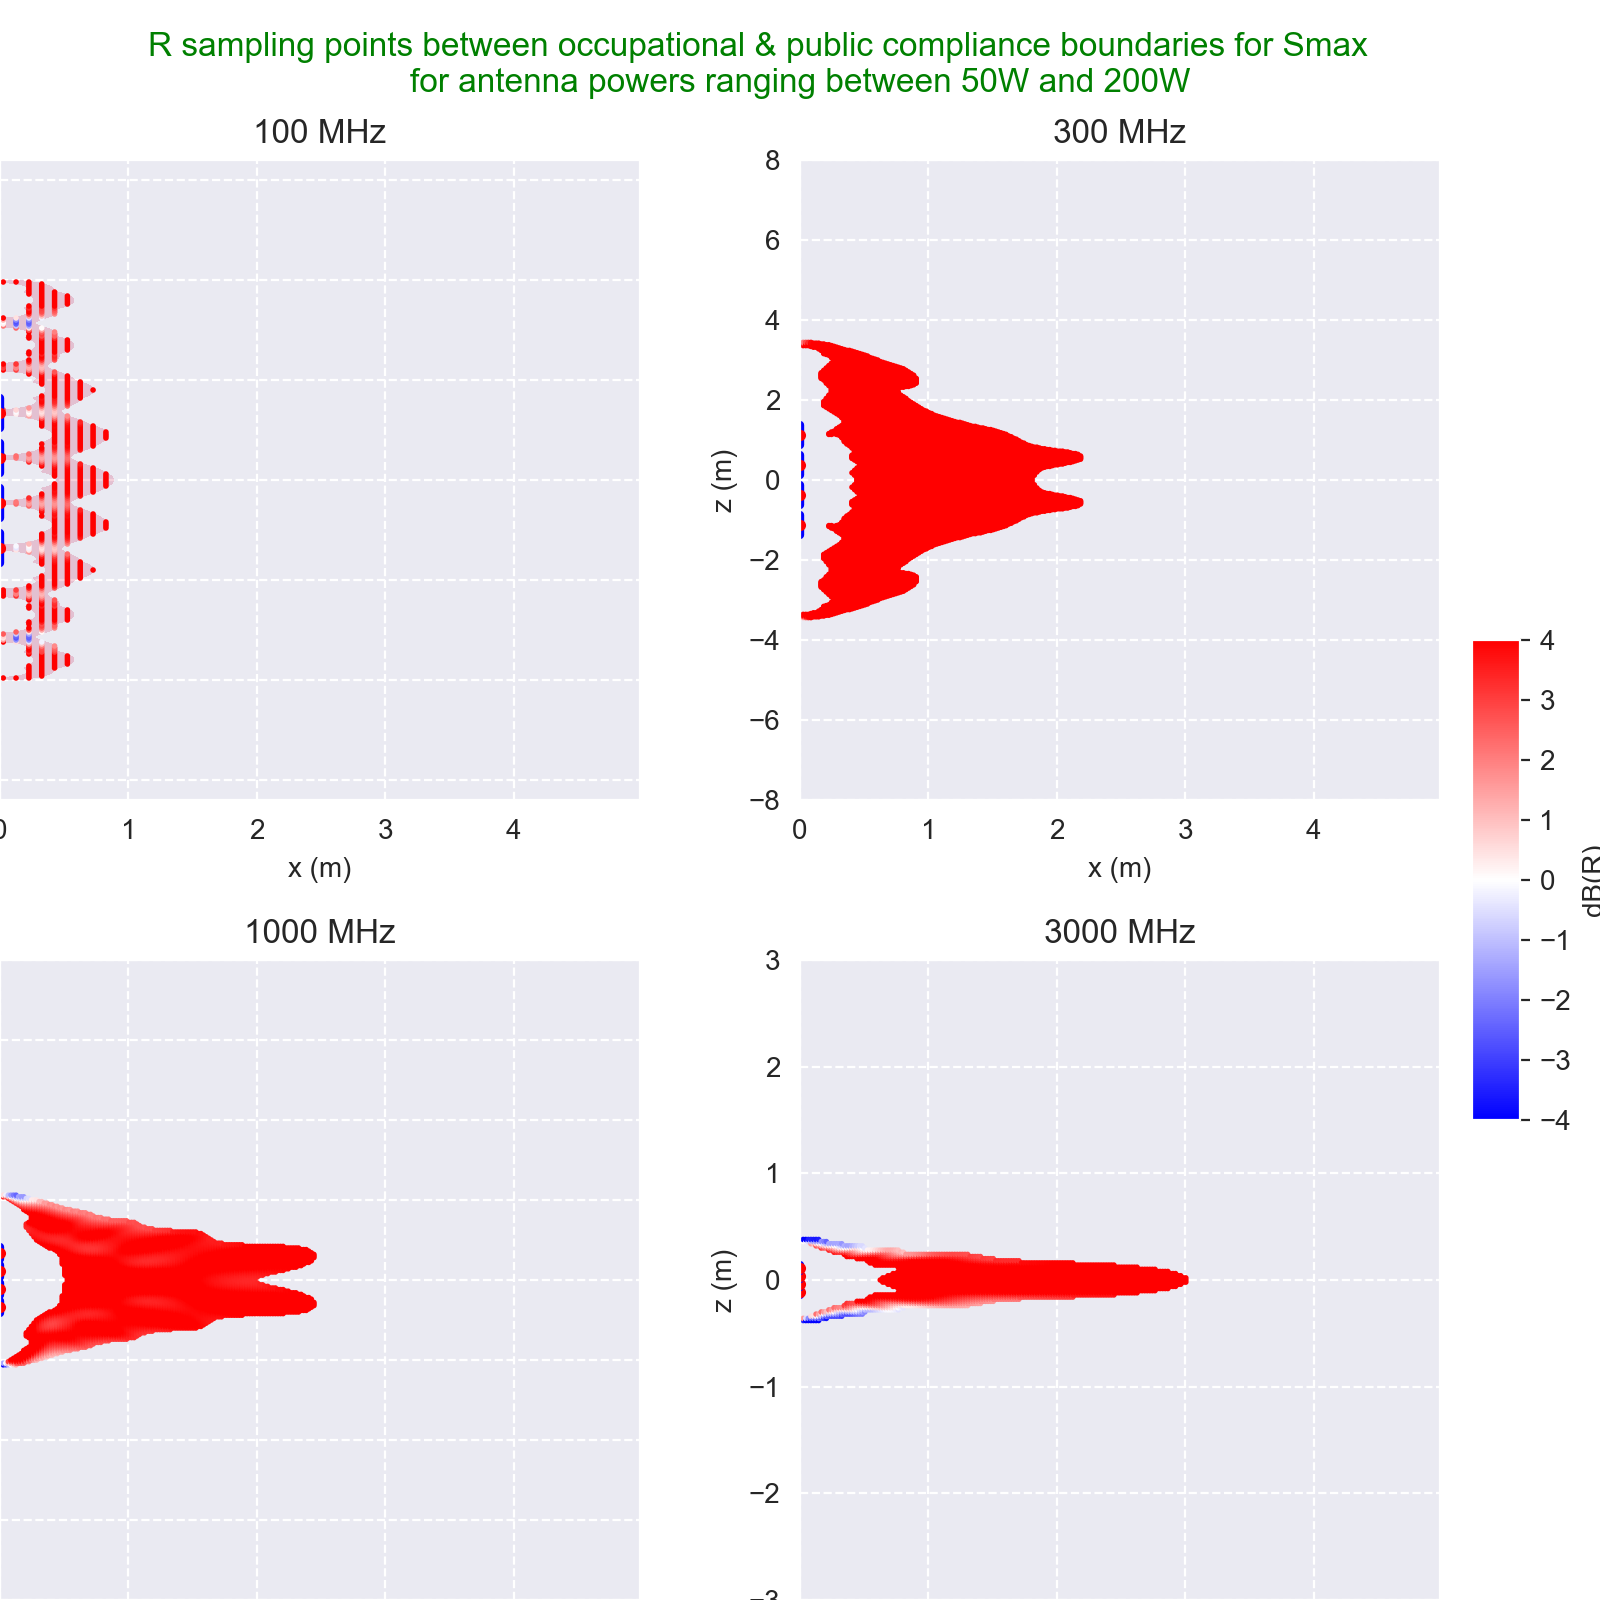 R sampling points between occupational & public compliance boundaries for Smax
for antenna powers ranging between 50W and 200W
100 MHz
300 MHz
8
6
4
2
0
−2
−4
−6
−8
z (m)
0 1 2 3 4
x (m)
0 1 2 3 4
x (m)
4
3
2
1
0
−1
−2
−3
−4
dB(R)
1000 MHz
3000 MHz
3
2
1
0
−1
−2
−3
z (m)